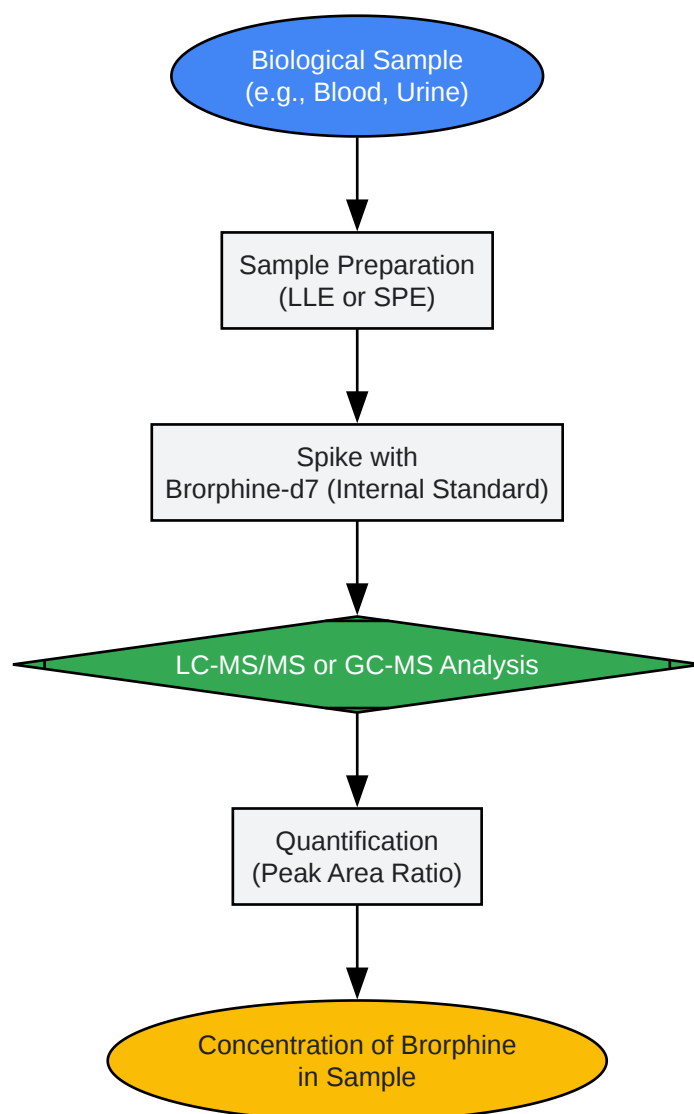 Biological Sample
(e.g., Blood, Urine)
Sample Preparation
(LLE or SPE)
Spike with
Brorphine-d7 (Internal Standard)
LC-MS/MS or GC-MS Analysis
Quantification
(Peak Area Ratio)
Concentration of Brorphine
in Sample